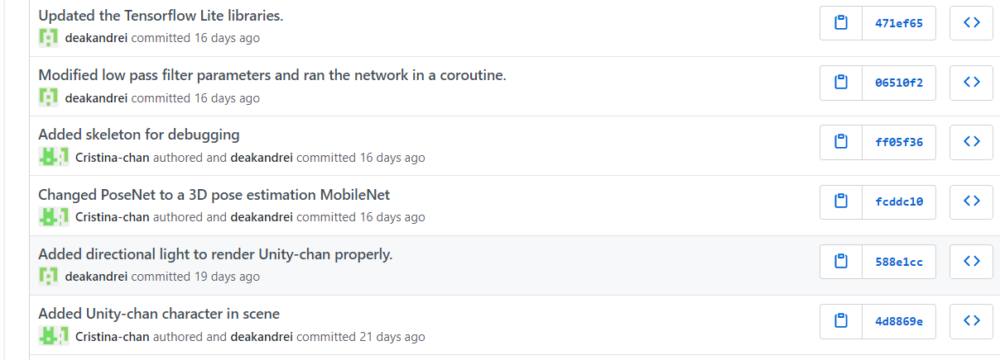 Updated the Tensorflow Lite libraries.
471ef65
deakandrei committed 16 days ago
Modified low pass filter parameters and ran the network in a coroutine.
06510f2
deakandrei committed 16 days ago
Added skeleton for debugging
ff05f36
Cristina-chan authored and deakandrei committed 16 days ago
Changed PoseNet to a 3D pose estimation MobileNet
fcddc10
Cristina-chan authored and deakandrei committed 16 days ago
Added directional light to render Unity-chan properly.
588e1cc
deakandrei committed 19 days ago
Added Unity-chan character in scene
4d8869e
Cristina-chan authored and deakandrei committed 21 days ago